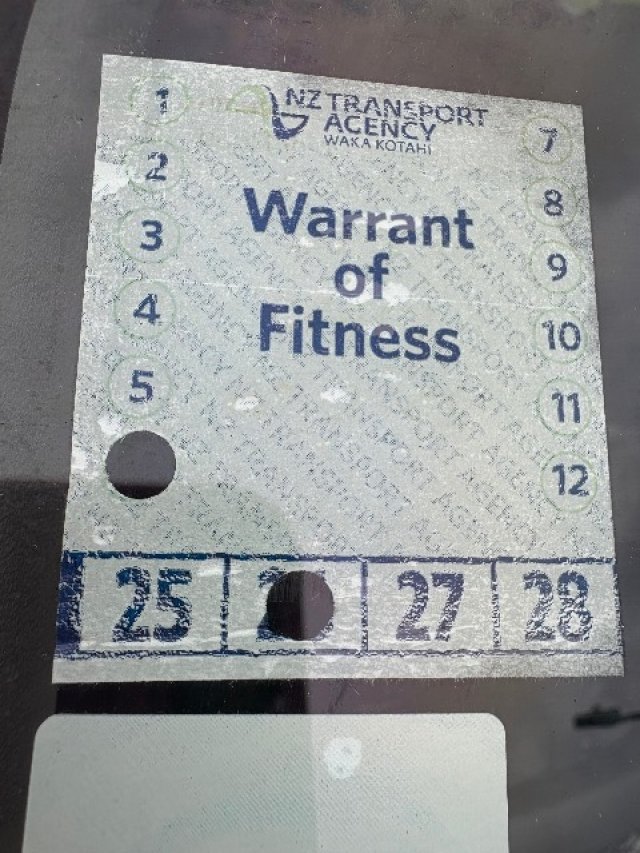 NZ TRANSPORT
AGENCY
WAKA KOTAHI
Warrant
of
Fitness
1
2
3
4
5
7
8
9
10
11
12
25 27 28